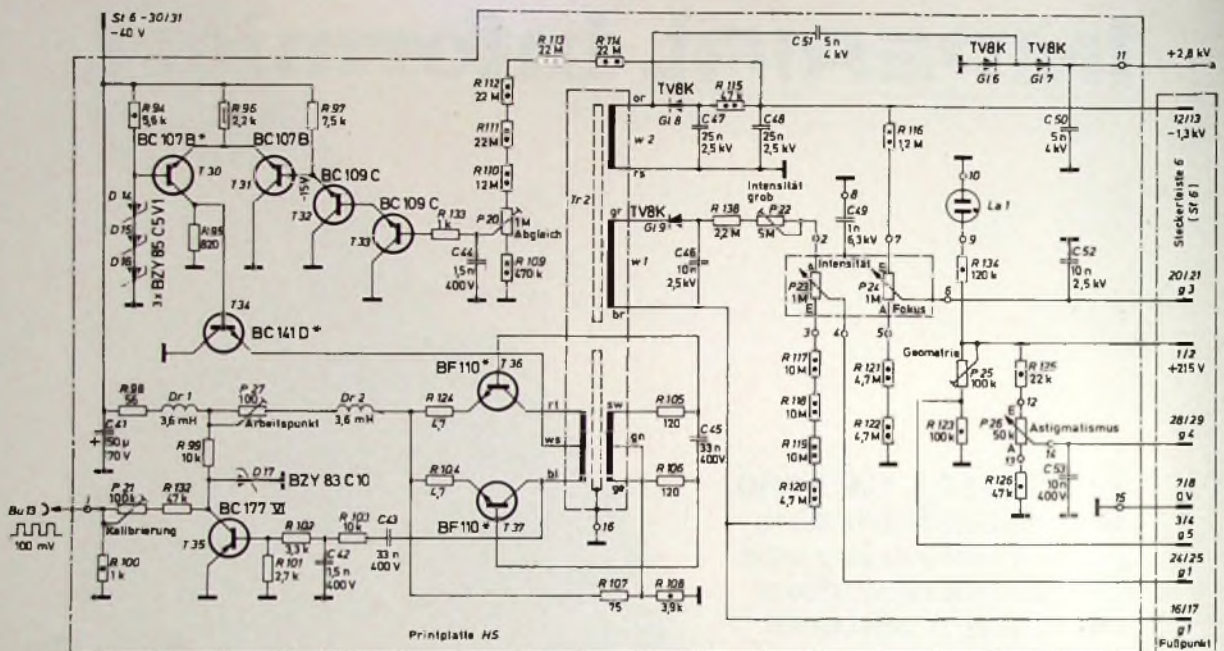 St 6 -30/31
-40 V
R 94
5,6k
R 96
2,2 k
R 97
7,5 k
BC 107 B*
BC 107 B
T 30
T 31
-15V
BC 109 C
T 32
BC 109 C
T 33
R 133
1 k
D 14
D 15
D 16
3x BZY 85 C5 V1
R 95
820
C 44
1,5 n
400 V
P 20
1M
Abgleich
R 109
470 k
R 110
12 M
R 111
22 M
R 112
22 M
R 113
22 M
R 114
22 M
T 34
BC 141 D*
R 98
56
Dr 1
3,6 mH
P 27
100
Arbeitspunkt
Dr 2
3,6 mH
C 41
50 µ
70 V
R 99
10 k
D 17
BZY 83 C 10
Bu 13
100 mV
1
P 21
100 k
Kalibrierung
R 132
47 k
R 100
1 k
BC 177 VI
T 35
R 102
3,3 k
R 101
2,7 k
C 42
1,5 n
400 V
R 103
10 k
C 43
33 n
400 V
R 124
4,7
R 104
4,7
BF 110*
T 36
BF 110*
T 37
Tr 2
rt
ws
bl
sw
gn
ge
16
R 105
120
R 106
120
C 45
33 n
400 V
R 107
75
R 108
3,9 k
Printplatte HS
or
w 2
rs
gr
w 1
br
TV8K
Gl 8
R 115
47 k
C 47
25 n
2,5 kV
C 48
25 n
2,5 kV
C 51
5 n
4 kV
TV8K
Gl 6
TV8K
Gl 7
11
+2,8 kV
C 50
5 n
4 kV
TV8K
Gl 9
C 46
10 n
2,5 kV
R 138
2,2 M
Intensität
grob
P 22
5 M
8
C 49
1 n
6,3 kV
2
7
R 116
1,2 M
Intensität
P 23
1M
E
P 24
1M
A
Fokus
3
4
5
6
10
La 1
9
R 134
120 k
C 52
10 n
2,5 kV
R 117
10 M
R 118
10 M
R 119
10 M
R 120
4,7 M
R 121
4,7 M
R 122
4,7 M
Geometrie
P 25
100 k
R 123
100 k
R 125
22 k
12
E
P 26
50 k
Astigmatismus
A
13
14
R 126
47 k
C 53
10 n
400 V
15
12/13
-1,3 kV
Steckerleiste 6
(St 6)
20/21
g 3
1/2
+215 V
28/29
g 4
7/8
0 V
3/4
g 5
24/25
g 1
16/17
g 1
Fußpunkt